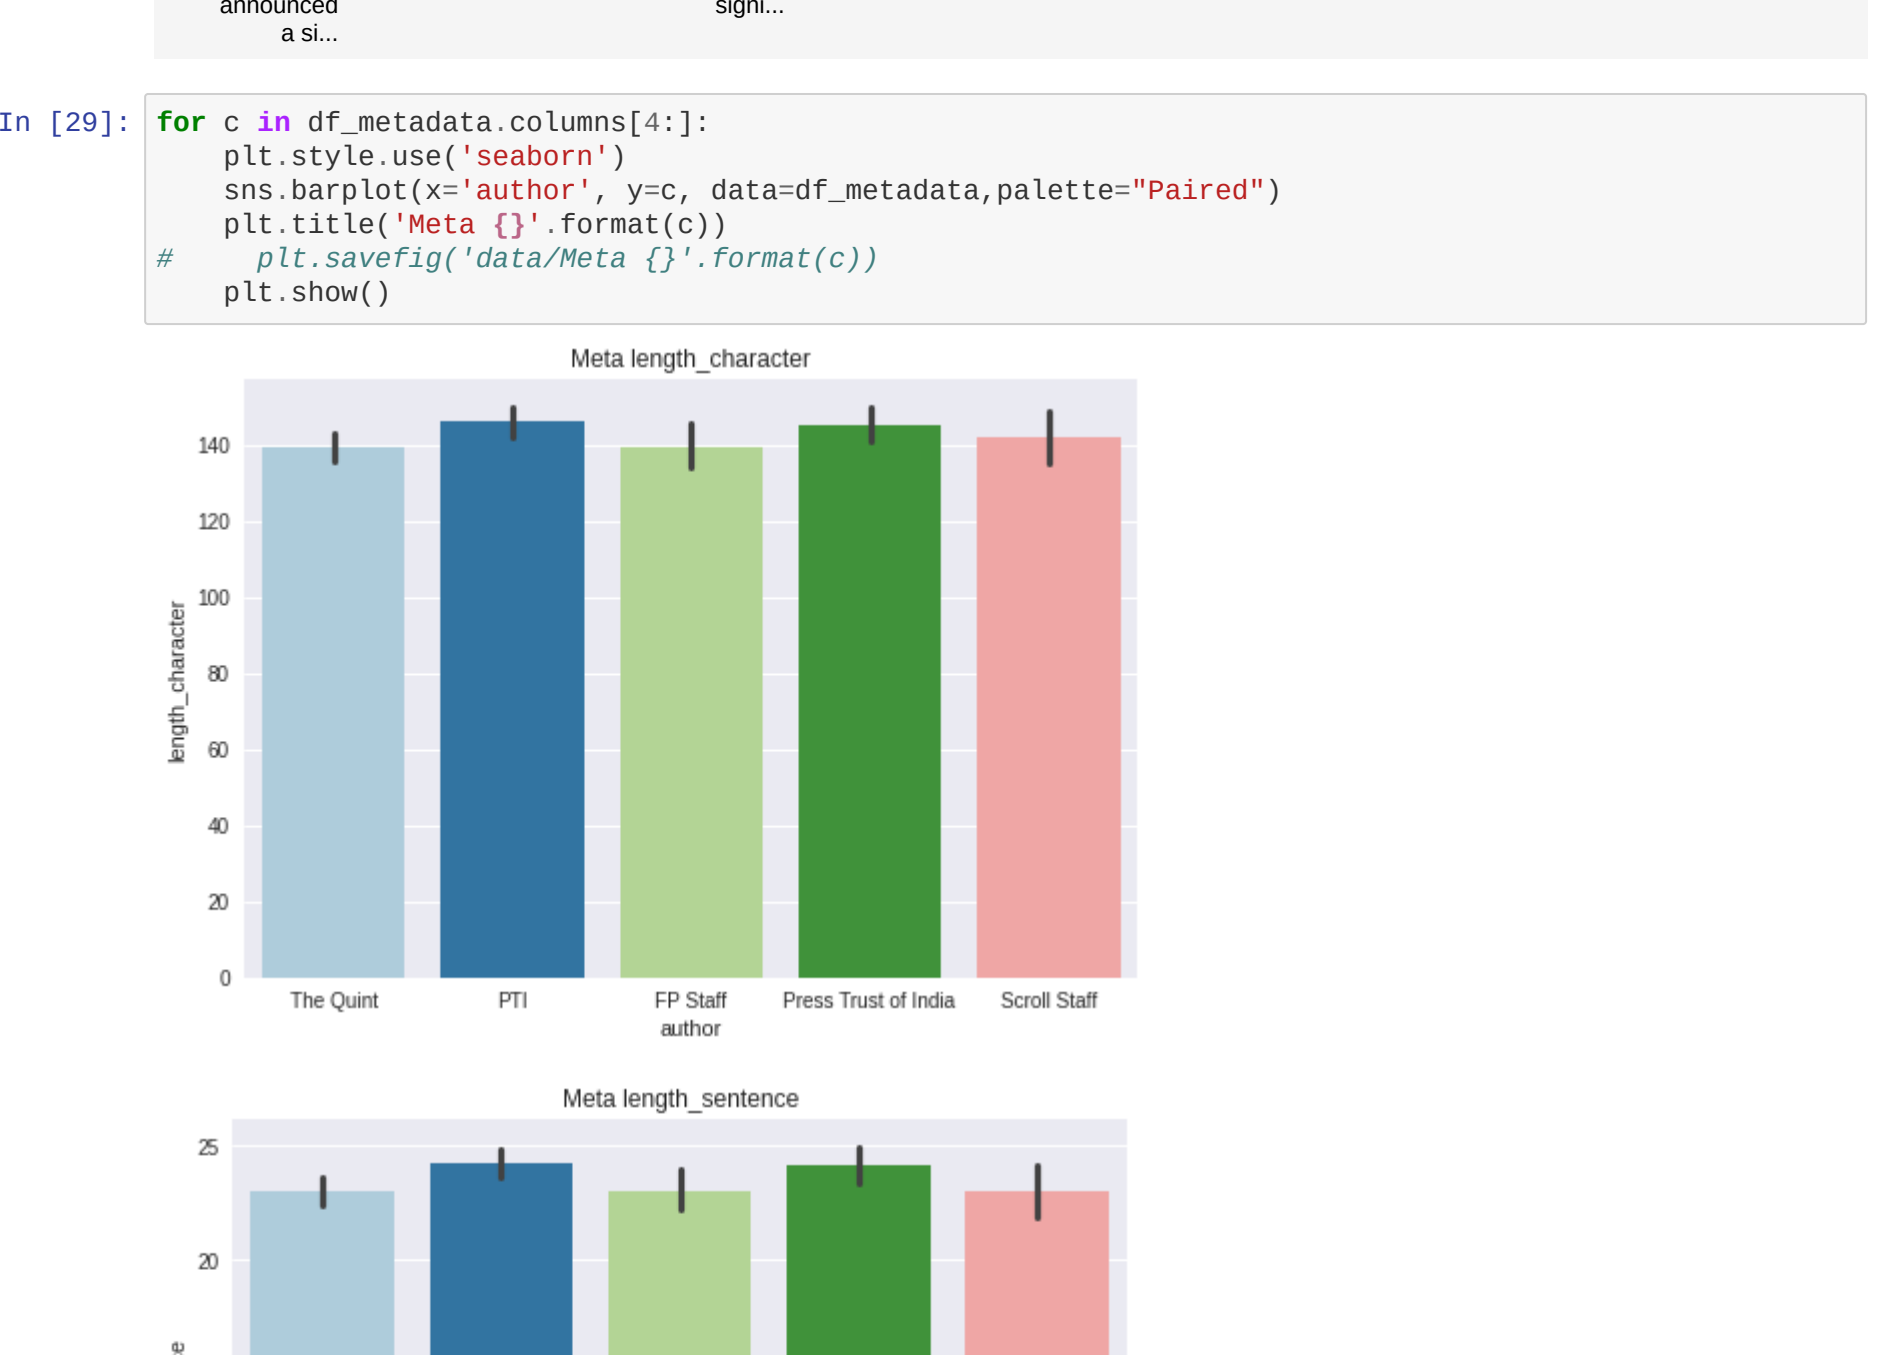 announced signi...
a si...
In [29]: for c in df_metadata.columns[4:]:
    plt.style.use('seaborn')
    sns.barplot(x='author', y=c, data=df_metadata,palette="Paired")
    plt.title('Meta {}'.format(c))
#     plt.savefig('data/Meta {}'.format(c))
    plt.show()
Meta length_character
140
120
100
80
60
40
20
0
length_character
The Quint PTI FP Staff Press Trust of India Scroll Staff
author
Meta length_sentence
25
20